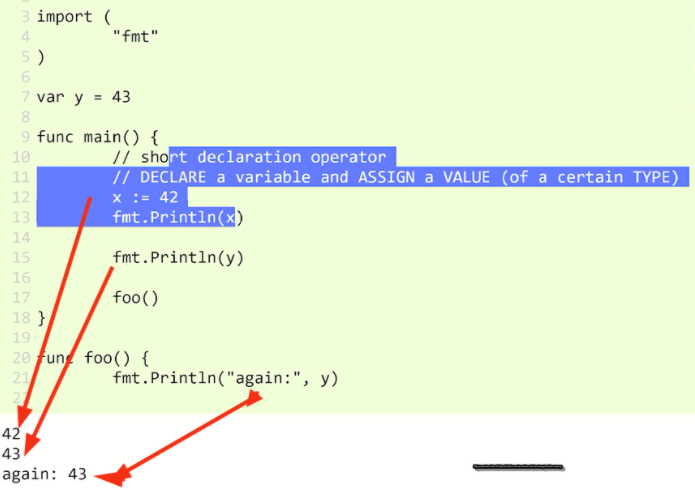 3 import (
4 "fmt"
5 )
6
7 var y = 43
8
9 func main() {
10 // short declaration operator
11 // DECLARE a variable and ASSIGN a VALUE (of a certain TYPE)
12 x := 42
13 fmt.Println(x)
14
15 fmt.Println(y)
16
17 foo()
18 }
19
20 func foo() {
21 fmt.Println("again:", y)
42
43
again: 43